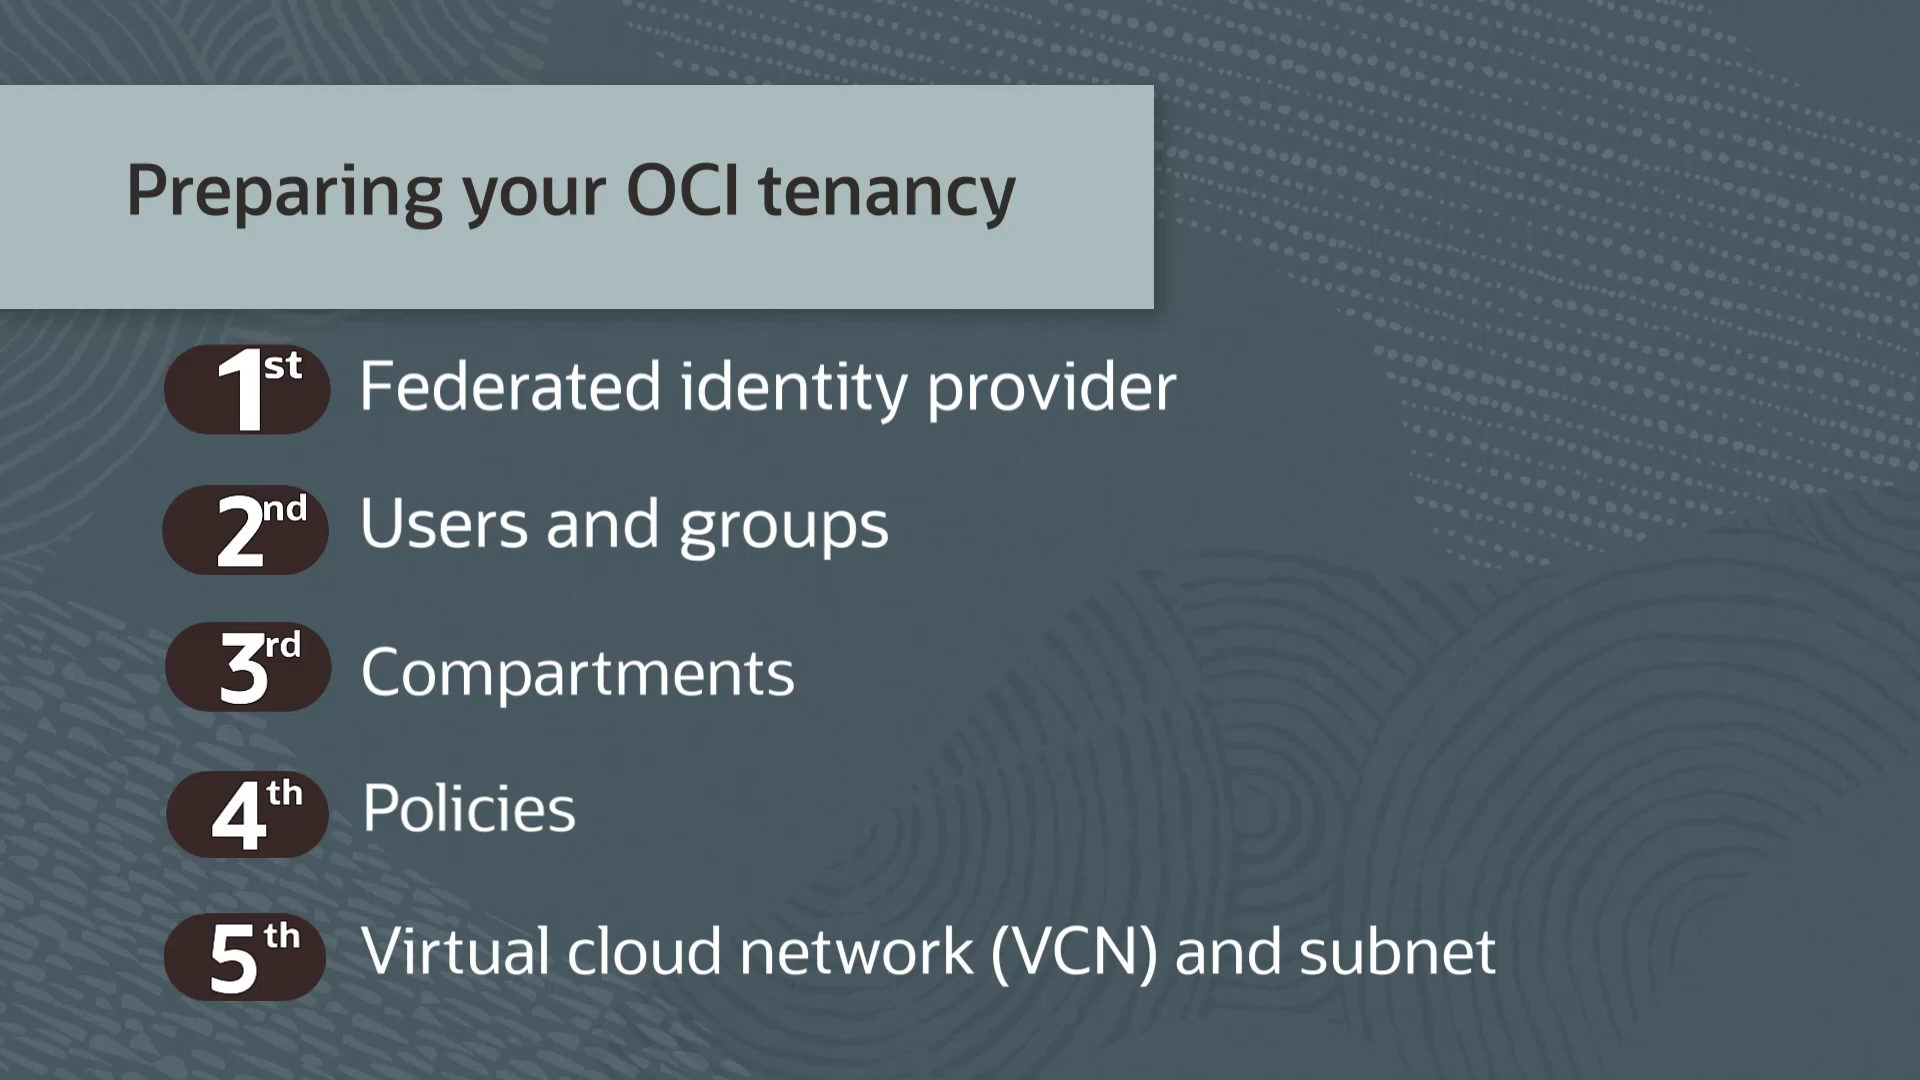 Preparing your OCI tenancy
1st Federated identity provider
2nd Users and groups
3rd Compartments
4th Policies
5th Virtual cloud network (VCN) and subnet